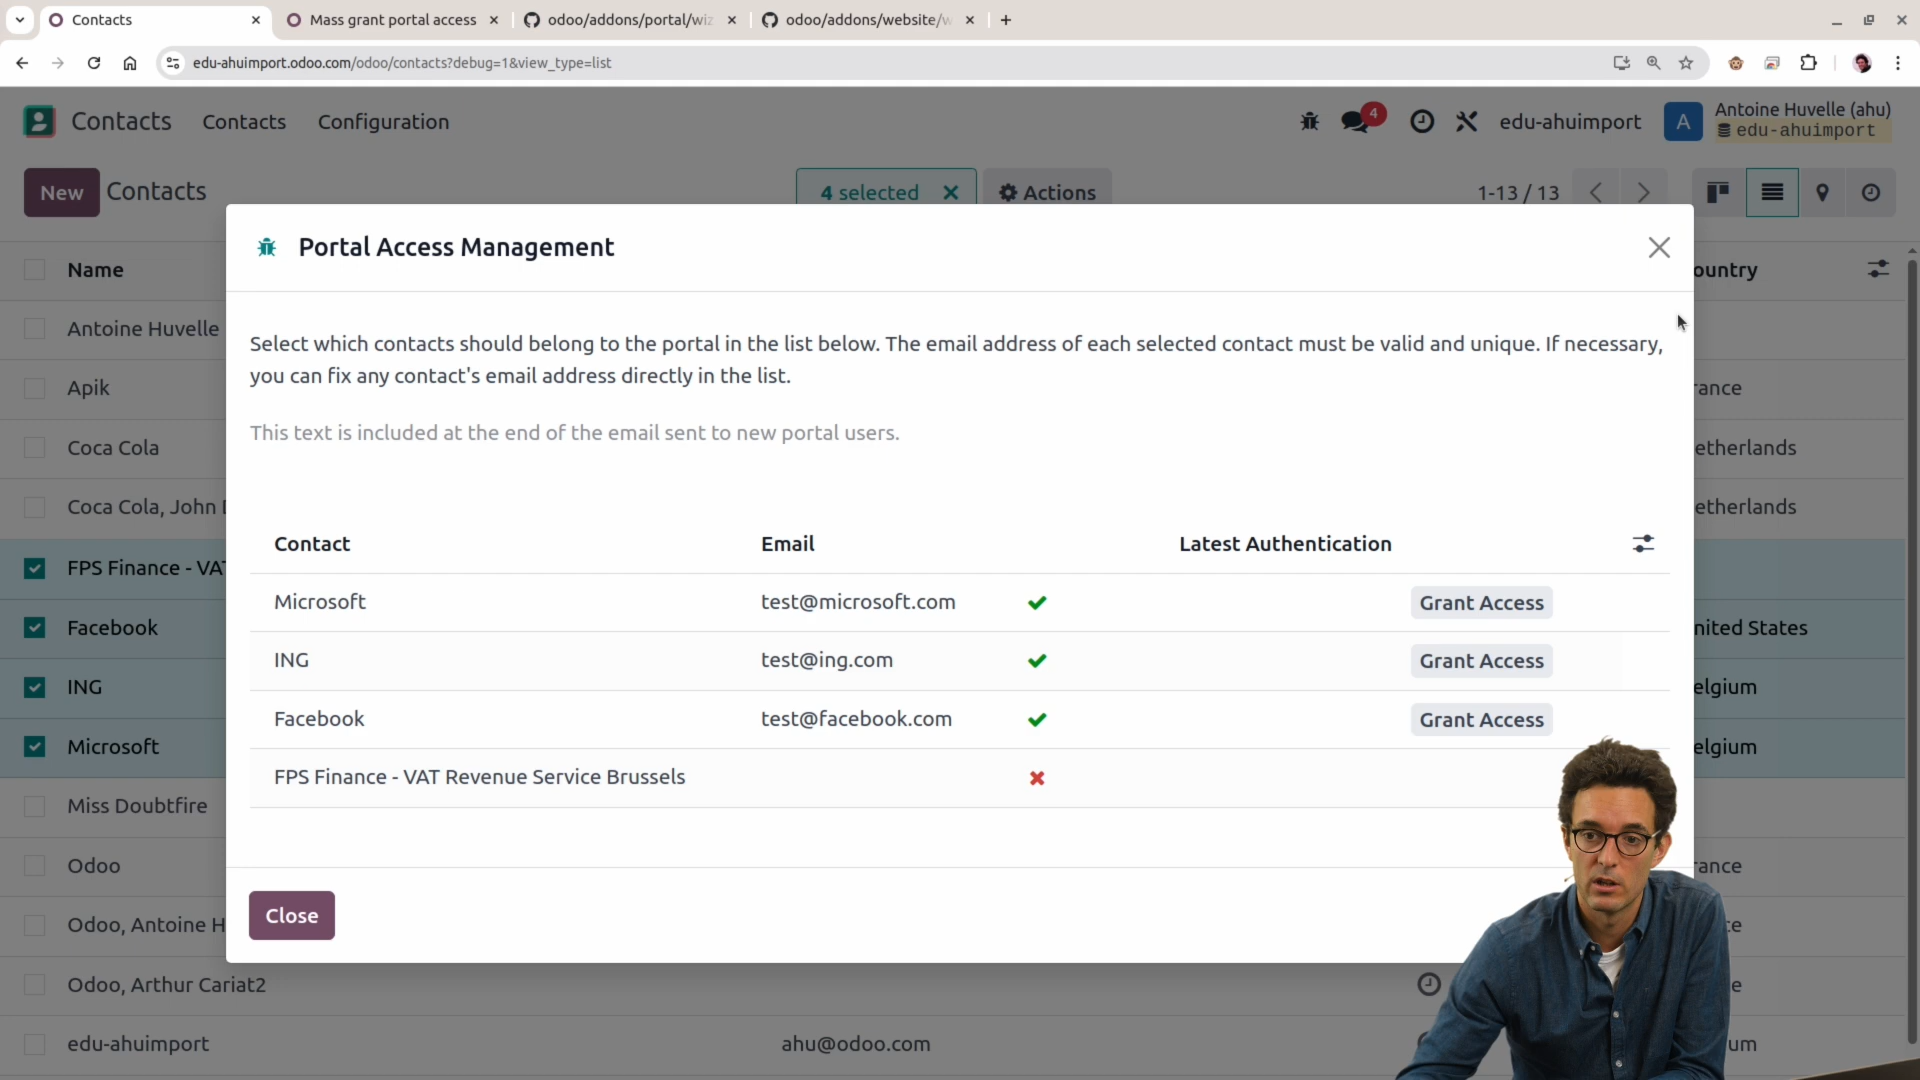 Contacts
Mass grant portal access
odoo/addons/portal/wiz
odoo/addons/website/w
edu-ahuimport.odoo.com/odoo/contacts?debug=1&view_type=list
Contacts
Contacts
Configuration
4
edu-ahuimport
A
Antoine Huvelle (ahu)
edu-ahuimport
New
Contacts
4 selected
Actions
1-13 / 13
Portal Access Management
Select which contacts should belong to the portal in the list below. The email address of each selected contact must be valid and unique. If necessary,
you can fix any contact's email address directly in the list.
This text is included at the end of the email sent to new portal users.
Contact Email Latest Authentication
Microsoft test@microsoft.com Grant Access
ING test@ing.com Grant Access
Facebook test@facebook.com Grant Access
FPS Finance - VAT Revenue Service Brussels
Close
Name
ountry
Antoine Huvelle
Apik
rance
Coca Cola
etherlands
Coca Cola, John
etherlands
FPS Finance - VAT
Facebook
nited States
ING
elgium
Microsoft
elgium
Miss Doubtfire
Odoo
rance
Odoo, Antoine H
ce
Odoo, Arthur Cariat2
e
edu-ahuimport
ahu@odoo.com
um